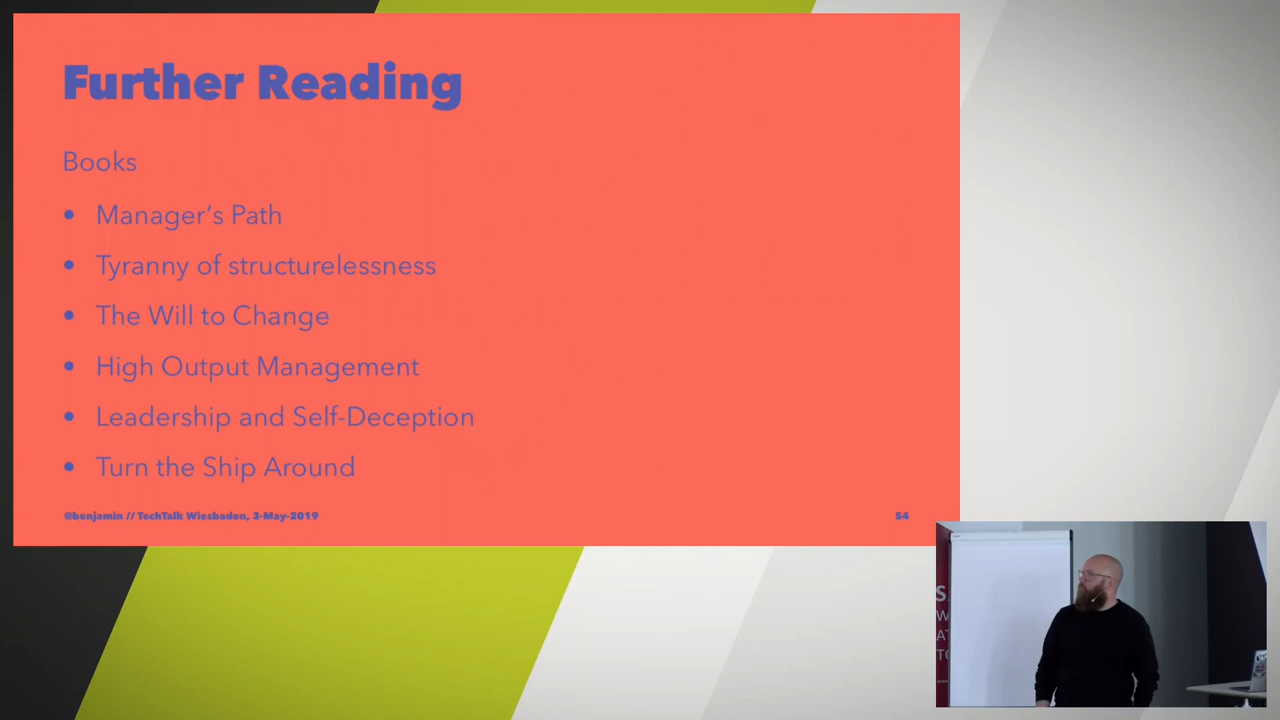 Further Reading
Books
• Manager's Path
• Tyranny of structurelessness
• The Will to Change
• High Output Management
• Leadership and Self-Deception
• Turn the Ship Around
@benjamin // TechTalk Wiesbaden, 3-May-2019
54